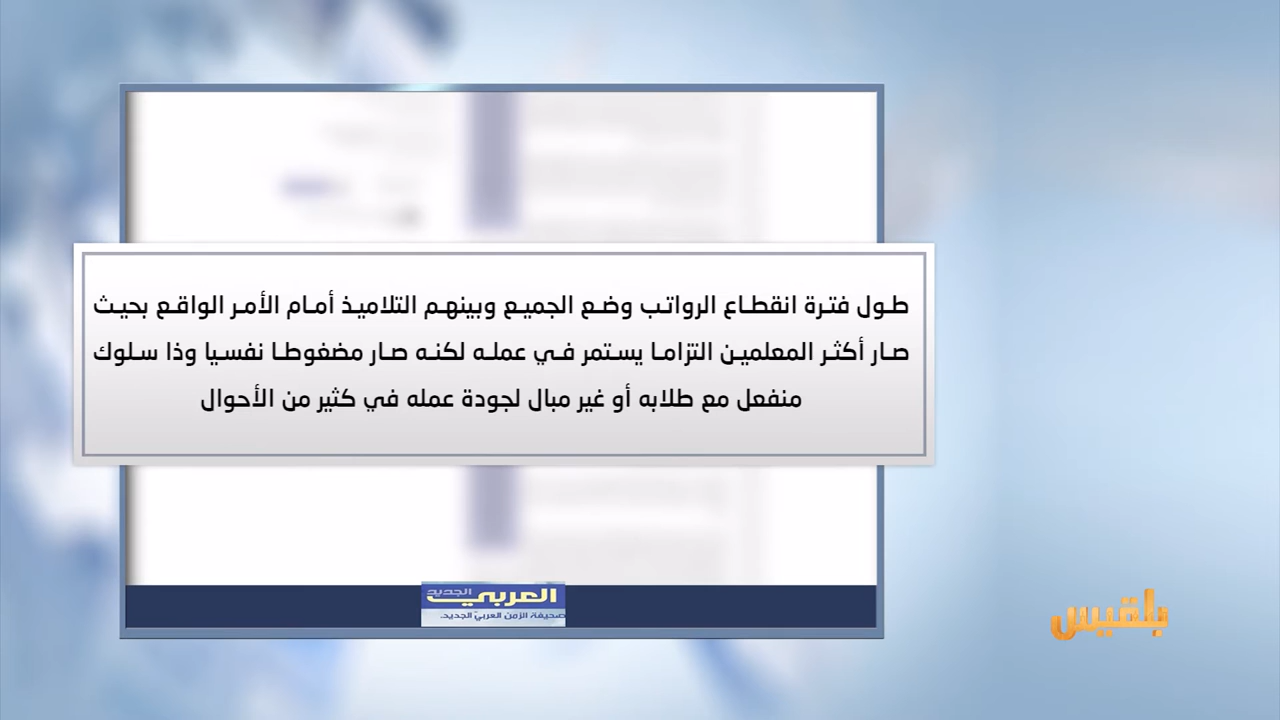 طول فترة انقطاع الرواتب وضع الجميع وبينهم التلاميذ أمام الأمر الواقع بحيث
صار أكثر المعلمين التزاما يستمر في عمله لكنه صار مضغوطا نفسيا وذا سلوك
منفعل مع طلابه أو غير مبال لجودة عمله في كثير من الأحوال
العربي الجديد
صحيفة الزمن العربيّ الجديد.
بلقيس